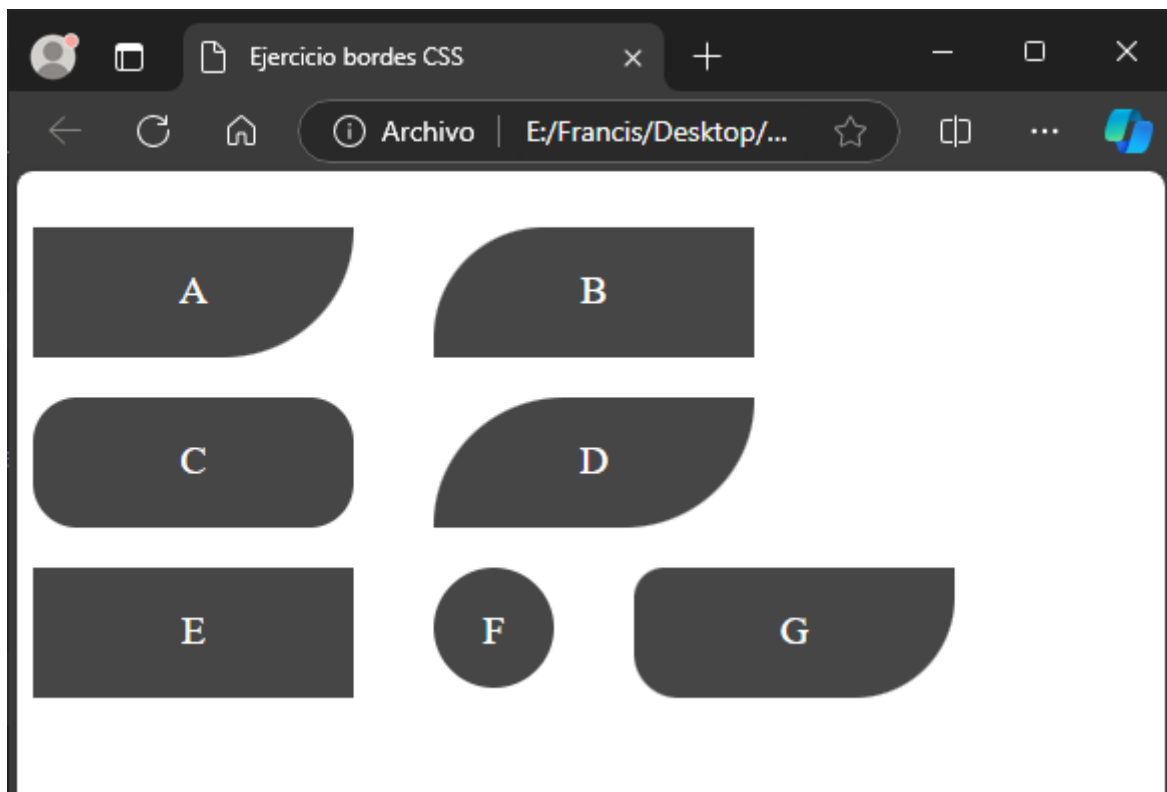 Ejercicio bordes CSS
Archivo E:/Francis/Desktop/...
A B
C D
E F G